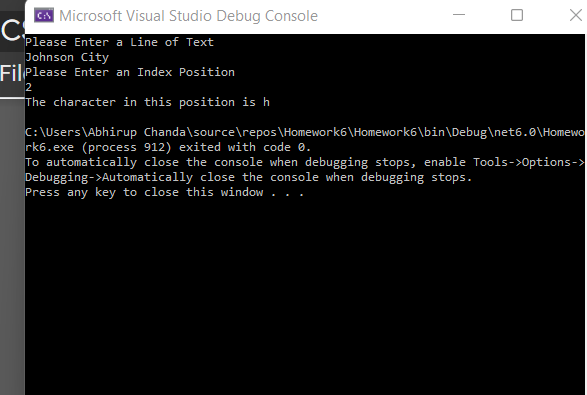 CS
File
C:\ Microsoft Visual Studio Debug Console
Please Enter a Line of Text
Johnson City
Please Enter an Index Position
2
The character in this position is h
C:\Users\Abhirup Chanda\source\repos\Homework6\Homework6\bin\Debug\net6.0\Homewo
rk6.exe (process 912) exited with code 0.
To automatically close the console when debugging stops, enable Tools->Options->
Debugging->Automatically close the console when debugging stops.
Press any key to close this window . . .